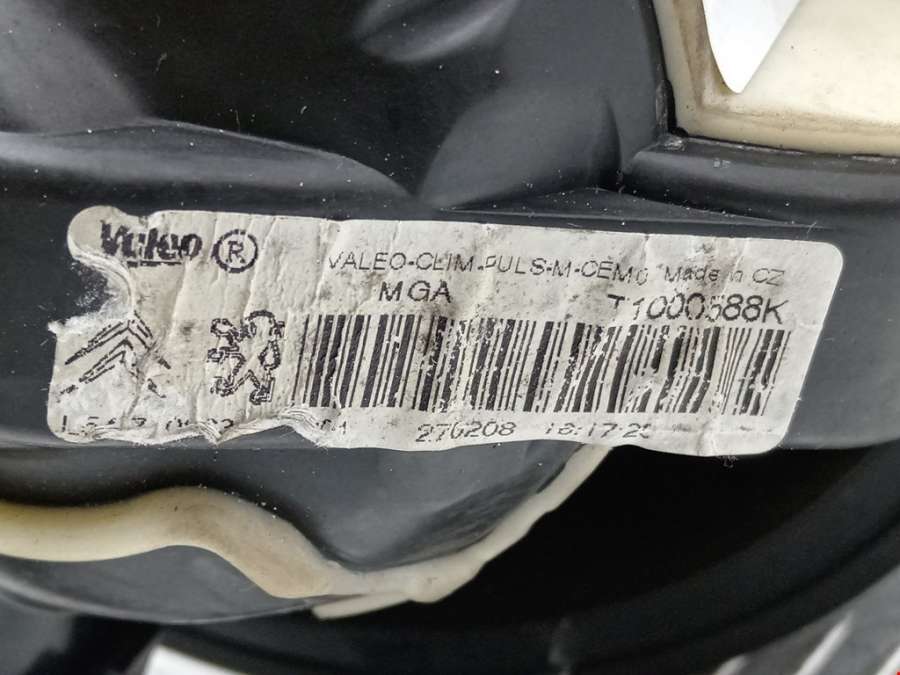 Valeo ®
VALEO-CLIM-PULS-M-CEM0 Made in CZ
MGA T1000588K
270208 18:17:25